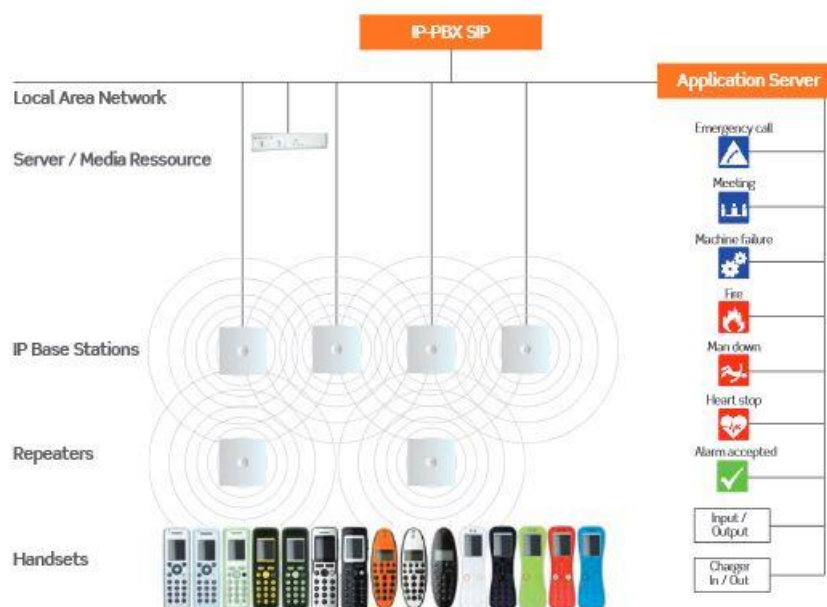 IP-PBX SIP
Application Server
Local Area Network
Server / Media Ressource
Emergency call
Meeting
Machine failure
Fire
IP Base Stations
Man down
Heart stop
Repeaters
Alarm accepted
Input /
Output
Handsets
Charger
In / Out